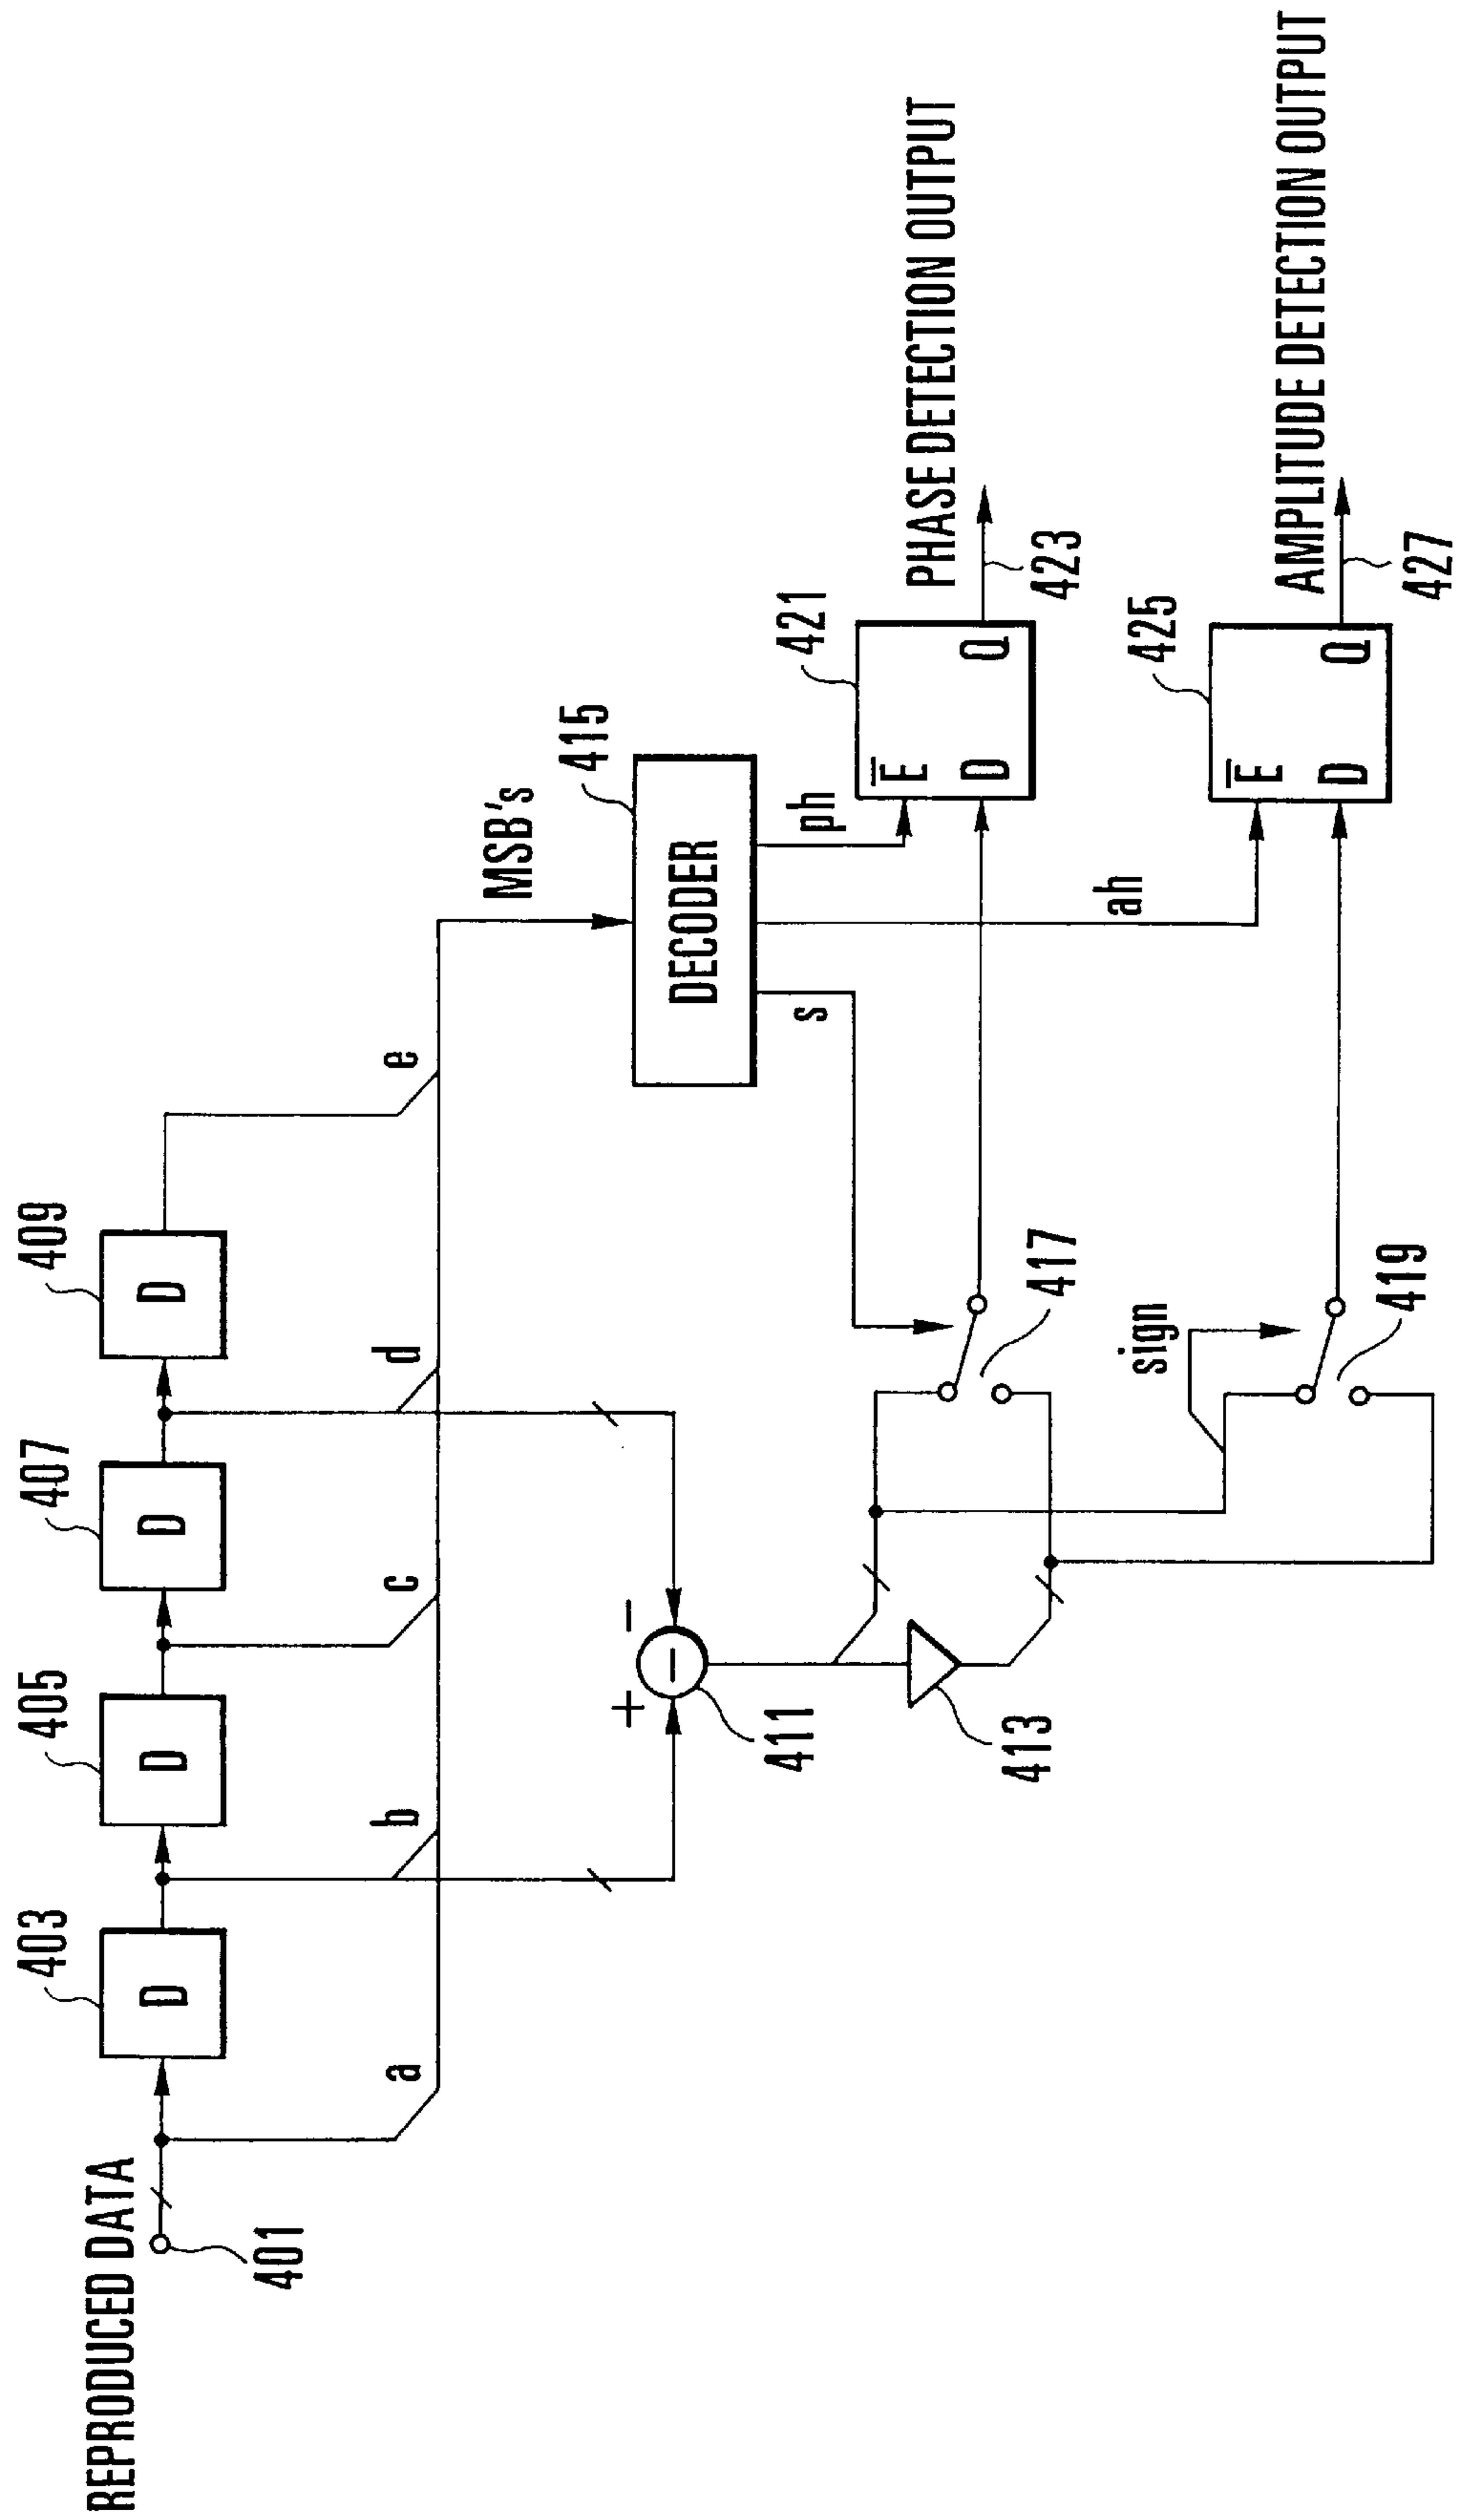 REPRODUCED DATA
401
403
D
405
D
407
D
409
D
a
b
c
d
e
MSB's
415
DECODER
+
−
−
411
413
s
ph
ah
417
sign
419
421
E̅
D
Q
PHASE DETECTION OUTPUT
423
425
E̅
D
Q
AMPLITUDE DETECTION OUTPUT
427